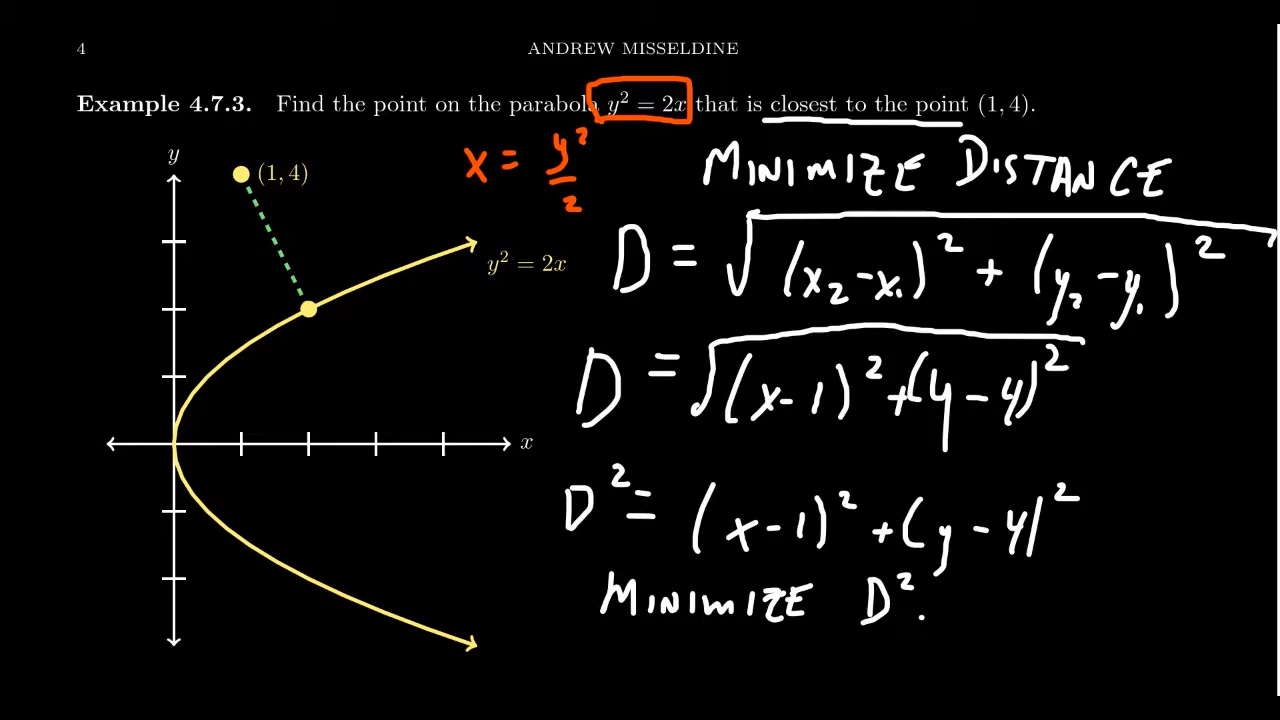 4 ANDREW MISSELDINE
Example 4.7.3. Find the point on the parabola y² = 2x that is closest to the point (1, 4).
y
(1, 4)
x = y²/2
MINIMIZE DISTANCE
D = √(x₂-x₁)² + (y₂-y₁)²
y² = 2x
D = √(x-1)² + (y-4)²
x
D² = (x-1)² + (y-4)²
MINIMIZE D².